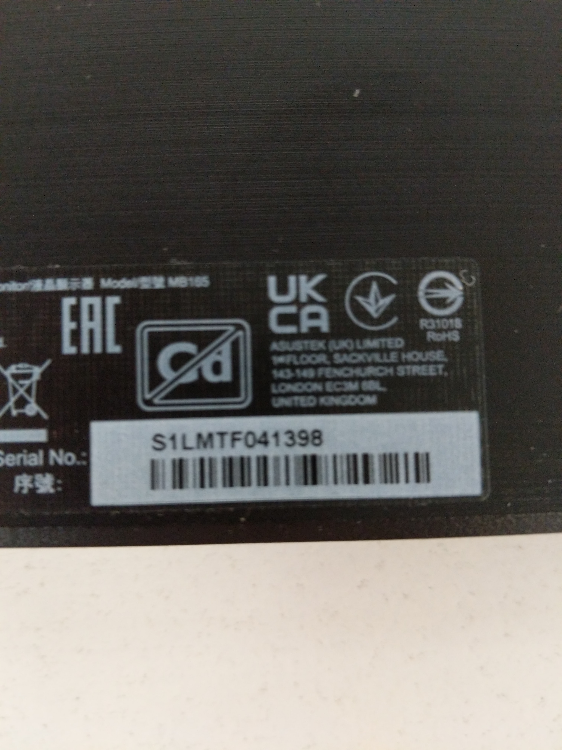 onitor/液晶顯示器 Model/型號 MB165
EAC
Cd
UK
CA
R3101B
RoHS
ASUSTEK (UK) LIMITED
1ST FLOOR, SACKVILLE HOUSE,
143-149 FENCHURCH STREET,
LONDON EC3M 6BL,
UNITED KINGDOM
Serial No.:
序號:
S1LMTF041398